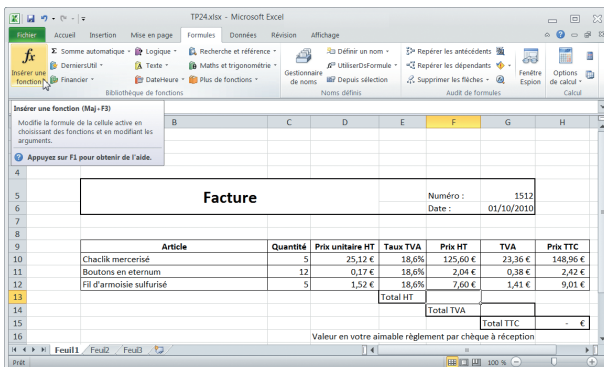 TP24.xlsx - Microsoft Excel
Fichier Accueil Insertion Mise en page Formules Données Révision Affichage
fx Σ Somme automatique Logique Recherche et référence Définir un nom Repérer les antécédents
DerniersUtil Texte Maths et trigonométrie UtiliserDsFormule Repérer les dépendants
Insérer une fonction Financier DateHeure Plus de fonctions Gestionnaire de noms Depuis sélection Supprimer les flèches Fenêtre Espion Options de calcul
Bibliothèque de fonctions Noms définis Audit de formules Calcul
Insérer une fonction (Maj+F3)
Modifie la formule de la cellule active en
choisissant des fonctions et en modifiant les
arguments.
Appuyez sur F1 pour obtenir de l'aide.
B C D E F G H
4
5 Facture Numéro : 1512
6 Date : 01/10/2010
7
8
9 Article Quantité Prix unitaire HT Taux TVA Prix HT TVA Prix TTC
10 Chaclik mercerisé 5 25,12 € 18,6% 125,60 € 23,36 € 148,96 €
11 Boutons en eternum 12 0,17 € 18,6% 2,04 € 0,38 € 2,42 €
12 Fil d'armoisie sulfurisé 5 1,52 € 18,6% 7,60 € 1,41 € 9,01 €
13 Total HT
14 Total TVA
15 Total TTC - €
16 Valeur en votre aimable règlement par chèque à réception
Feuil1 Feuil2 Feuil3
Prêt 100 %